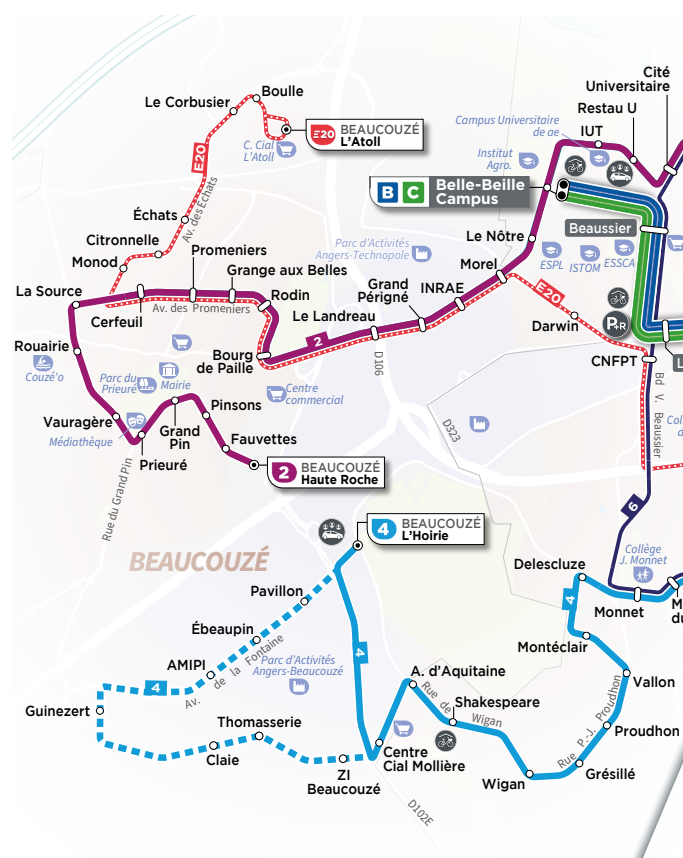 Cité
Universitaire
Boulle
Le Corbusier
Restau U
Campus Universitaire
de ae
IUT
E20
BEAUCOUZÉ
L'Atoll
C. Cial
L'Atoll
E20
Institut
Agro.
B C
Belle-Beille
Campus
Échats
Av. des Échats
Beaussier
Citronnelle
Promeniers
Parc d'Activités
Angers-Technopole
Le Nôtre
ESPL
ISTOM
ESSCA
Monod
Grange aux Belles
Morel
La Source
Rodin
Grand
Périgné
INRAE
E20
Av. des Promeniers
Cerfeuil
Le Landreau
Darwin
P+R
Rouairie
2
Bourg
de Paille
D106
CNFPT
L
Couzé'o
Parc du
Prieuré
Mairie
Centre
commercial
Bd V. Beaussier
Vauragère
Pinsons
Col
d
Médiathèque
Grand
Pin
Fauvettes
D323
Prieuré
2
BEAUCOUZÉ
Haute Roche
Rue du Grand Pin
6
4
BEAUCOUZÉ
L'Hoirie
BEAUCOUZÉ
Collège
J. Monnet
Delescluze
Pavillon
4
Monnet
M
du
Ébeaupin
4
Montéclair
AMIPI
Av. de la Fontaine
Parc d'Activités
Angers-Beaucouzé
A. d'Aquitaine
Vallon
4
Rue de Wigan
Shakespeare
Guinezert
Thomasserie
Rue P.-J. Proudhon
Proudhon
Claie
Centre
Cial Mollière
ZI
Beaucouzé
Wigan
Grésillé
D102E